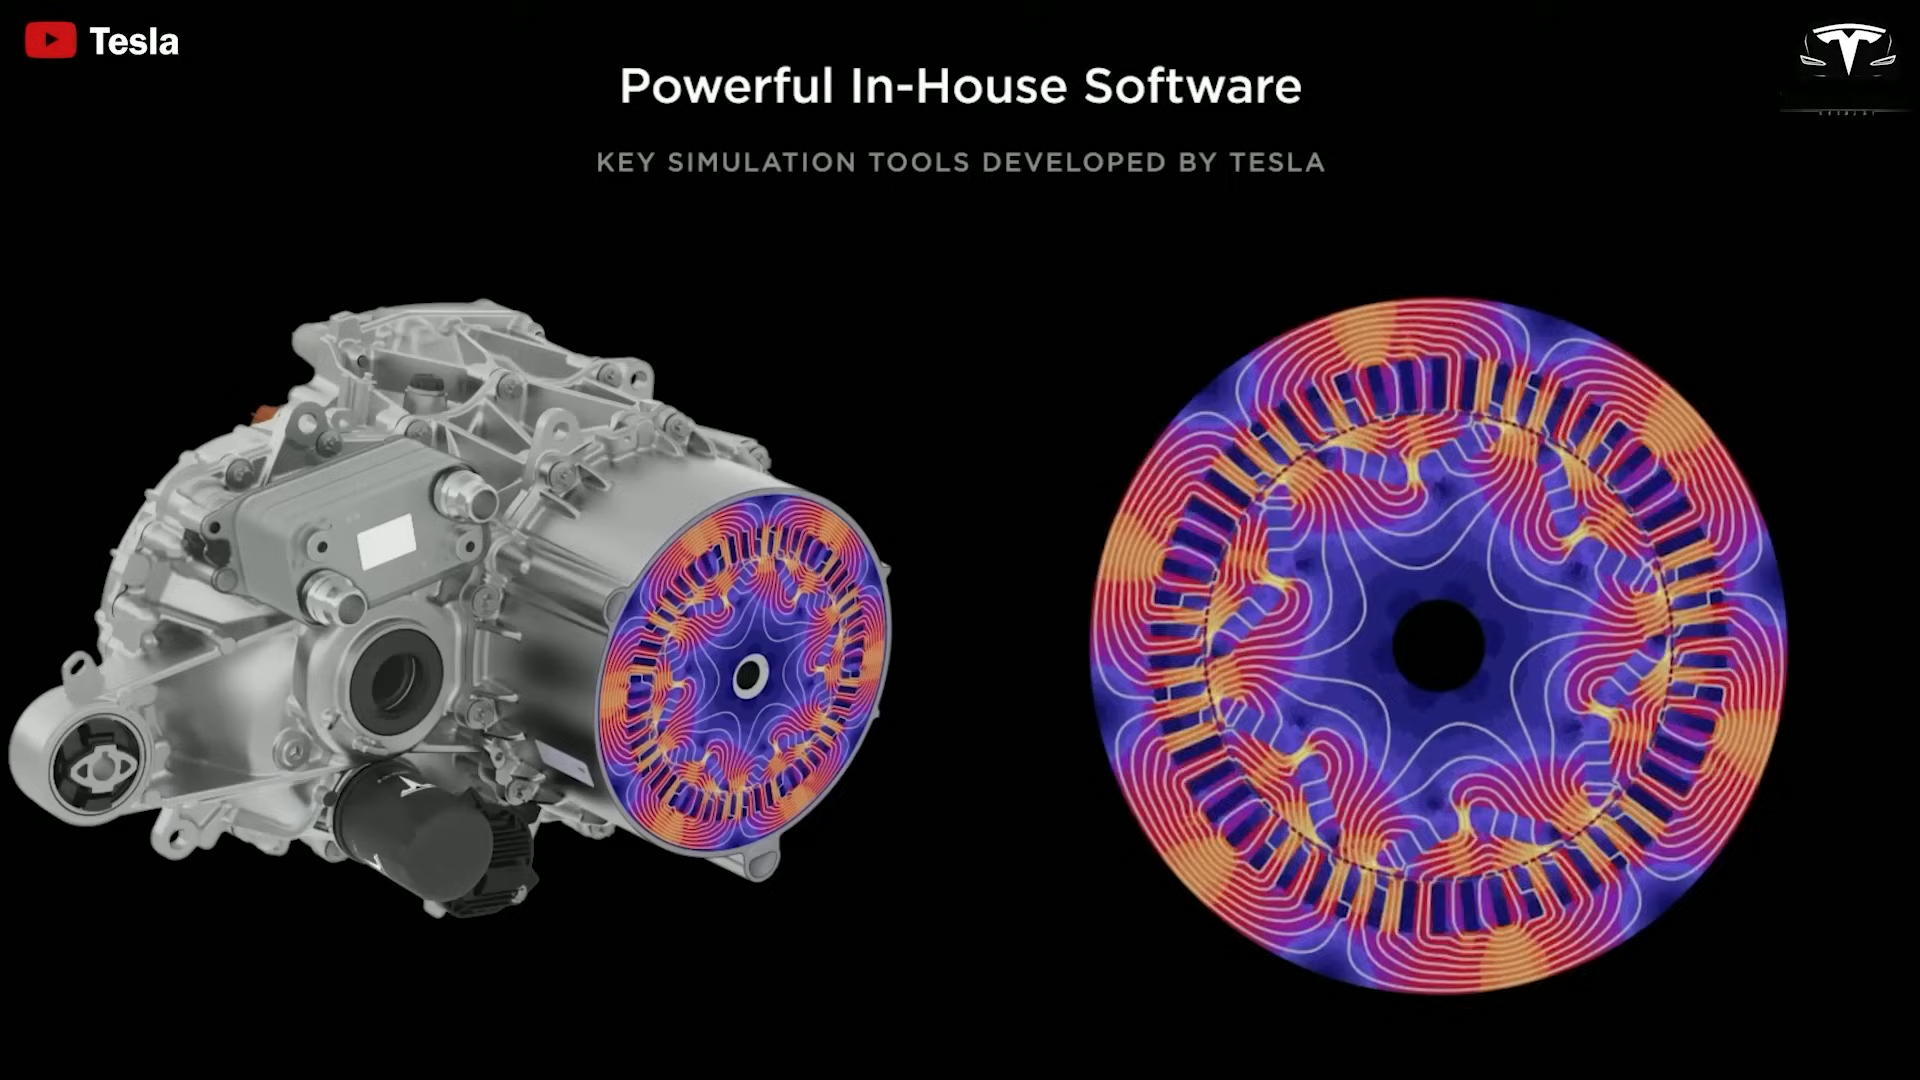 Tesla
Powerful In-House Software
KEY SIMULATION TOOLS DEVELOPED BY TESLA